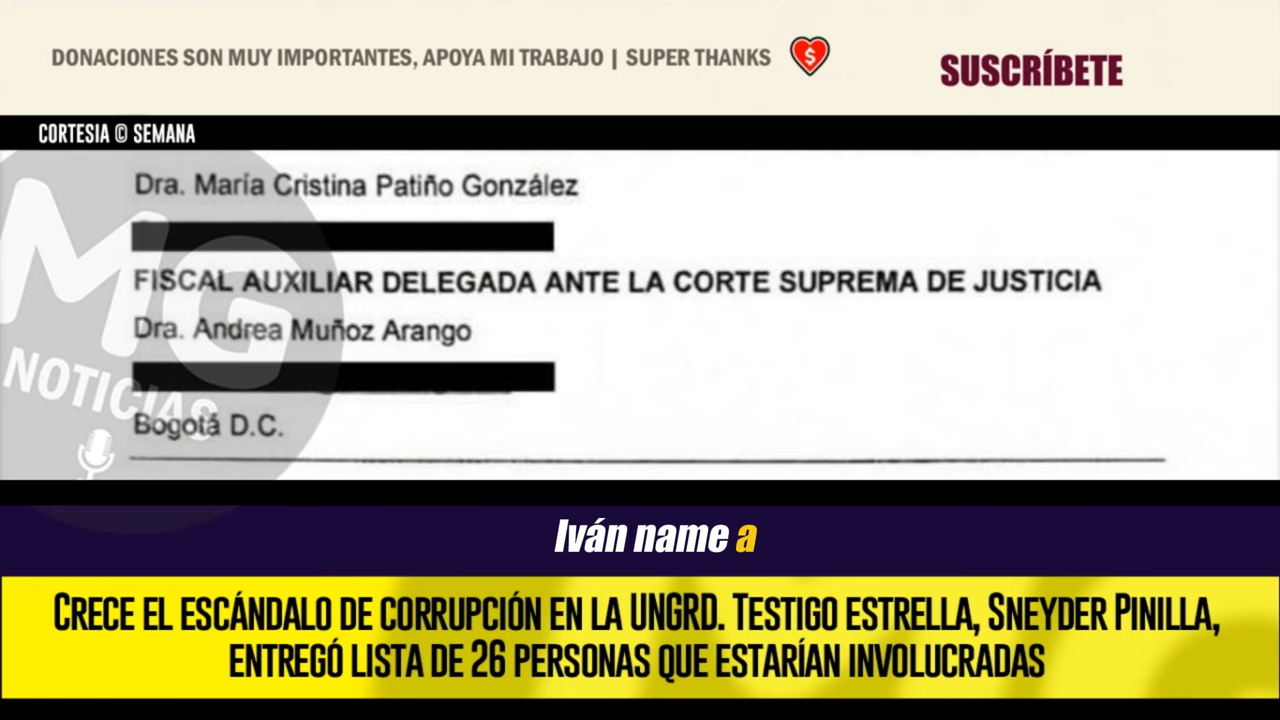 DONACIONES SON MUY IMPORTANTES, APOYA MI TRABAJO | SUPER THANKS $
SUSCRÍBETE
CORTESIA © SEMANA
Dra. María Cristina Patiño González
FISCAL AUXILIAR DELEGADA ANTE LA CORTE SUPREMA DE JUSTICIA
Dra. Andrea Muñoz Arango
Bogotá D.C.
MG
NOTICIAS
Iván name a
CRECE EL ESCÁNDALO DE CORRUPCIÓN EN LA UNGRD. TESTIGO ESTRELLA, SNEYDER PINILLA,
ENTREGÓ LISTA DE 26 PERSONAS QUE ESTARÍAN INVOLUCRADAS